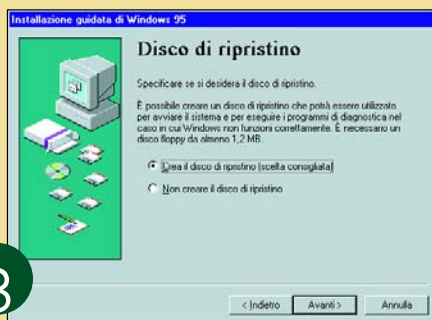 Installazione guidata di Windows 95
Disco di ripristino
Specificare se si desidera il disco di ripristino.
È possibile creare un disco di ripristino che potrà essere utilizzato
per avviare il sistema e per eseguire i programmi di diagnostica nel
caso in cui Windows non funzioni correttamente. È necessario un
disco floppy da almeno 1,2 MB.
Crea il disco di ripristino (scelta consigliata)
Non creare il disco di ripristino
< Indietro Avanti > Annulla
8